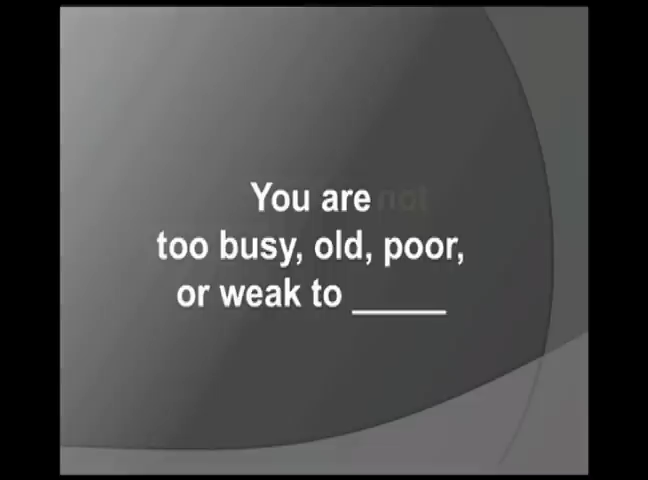 You are not
too busy, old, poor,
or weak to _____